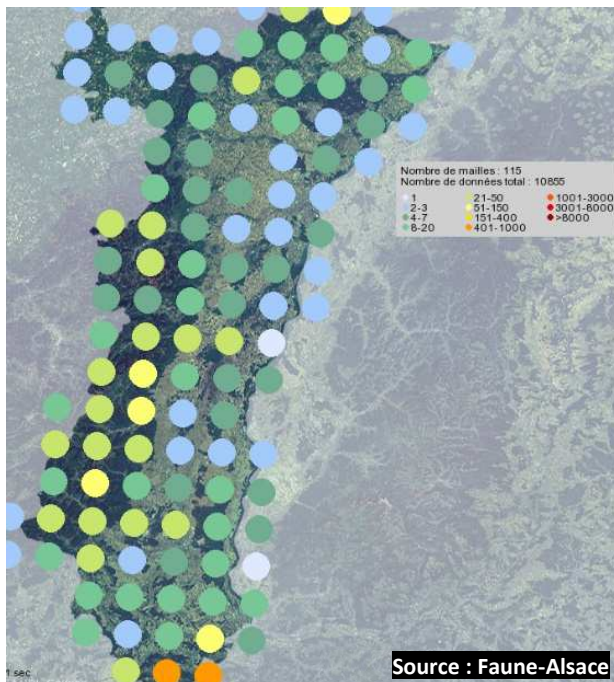 Nombre de mailles : 115
Nombre de données total : 10855
1 21-50 1001-3000
2-3 51-150 3001-8000
4-7 151-400 >8000
8-20 401-1000
1 sec
Source : Faune-Alsace